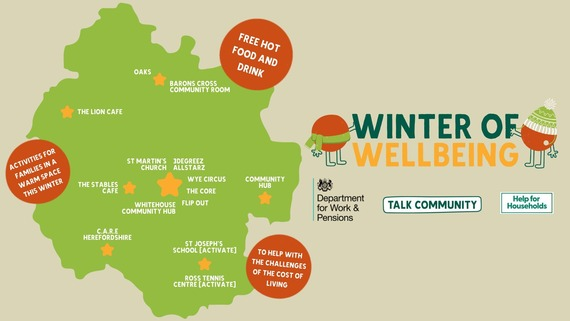 FREE HOT
FOOD AND
DRINK
OAKS
BARONS CROSS
COMMUNITY ROOM
THE LION CAFE
ACTIVITIES FOR
FAMILIES IN A
WARM SPACE
THIS WINTER
ST MARTIN'S
CHURCH
3DEGREEZ
ALLSTARZ
WYE CIRCUS
THE CORE
FLIP OUT
THE STABLES
CAFE
WHITEHOUSE
COMMUNITY HUB
COMMUNITY
HUB
C.A.R.E
HEREFORDSHIRE
ST JOSEPH'S
SCHOOL [ACTIVATE]
ROSS TENNIS
CENTRE [ACTIVATE]
TO HELP WITH
THE CHALLENGES
OF THE COST OF
LIVING
WINTER OF
WELLBEING
Department
for Work &
Pensions
TALK COMMUNITY
Help for
Households